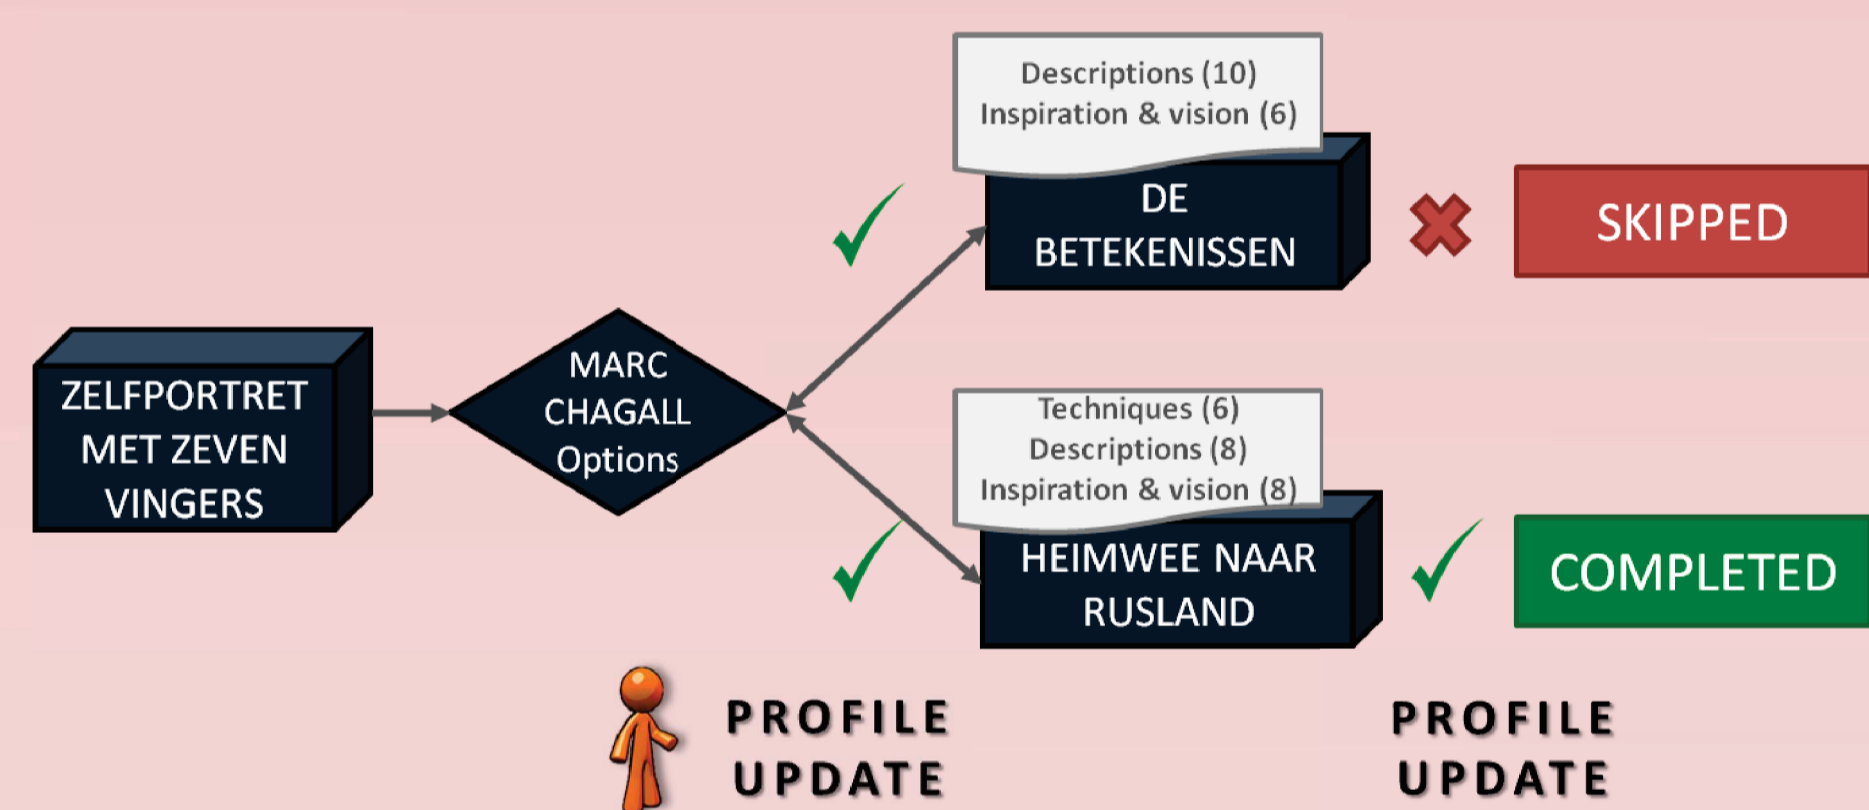 Descriptions (10)
Inspiration & vision (6)
DE
BETEKENISSEN
SKIPPED
ZELFPORTRET
MET ZEVEN
VINGERS
MARC
CHAGALL
Options
Techniques (6)
Descriptions (8)
Inspiration & vision (8)
HEIMWEE NAAR
RUSLAND
COMPLETED
PROFILE
UPDATE
PROFILE
UPDATE